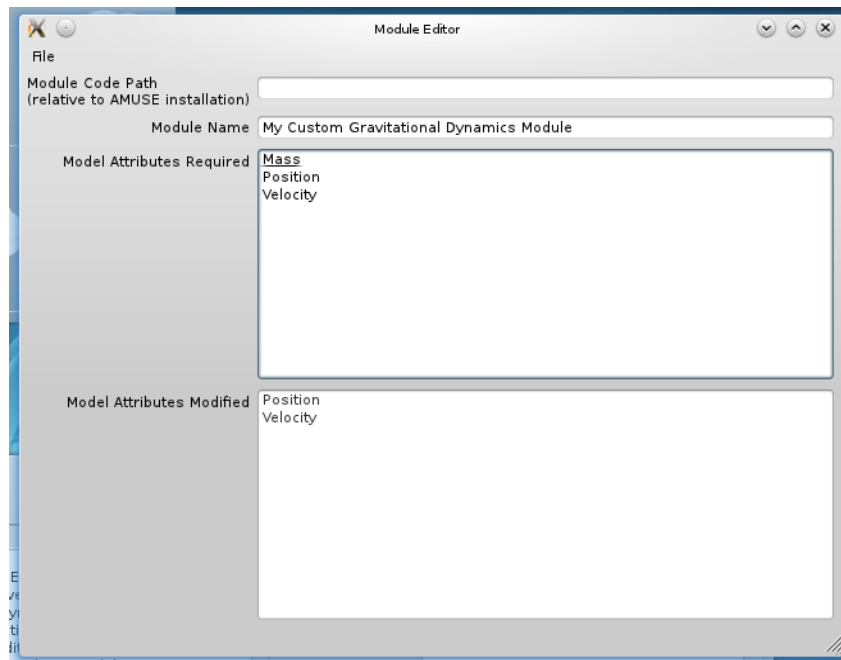 Module Editor
File
Module Code Path
(relative to AMUSE installation)
Module Name My Custom Gravitational Dynamics Module
Model Attributes Required Mass
Position
Velocity
Model Attributes Modified Position
Velocity